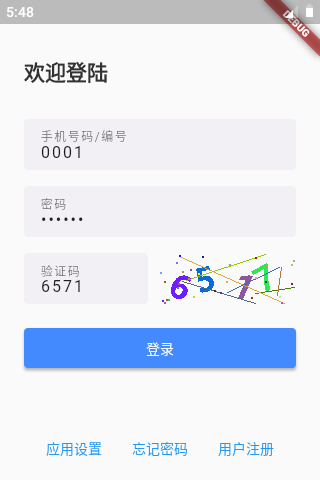 5:48
DEBUG
欢迎登陆
手机号码/编号
0001
密码
••••••
验证码
6571
65
登录
应用设置
忘记密码
用户注册